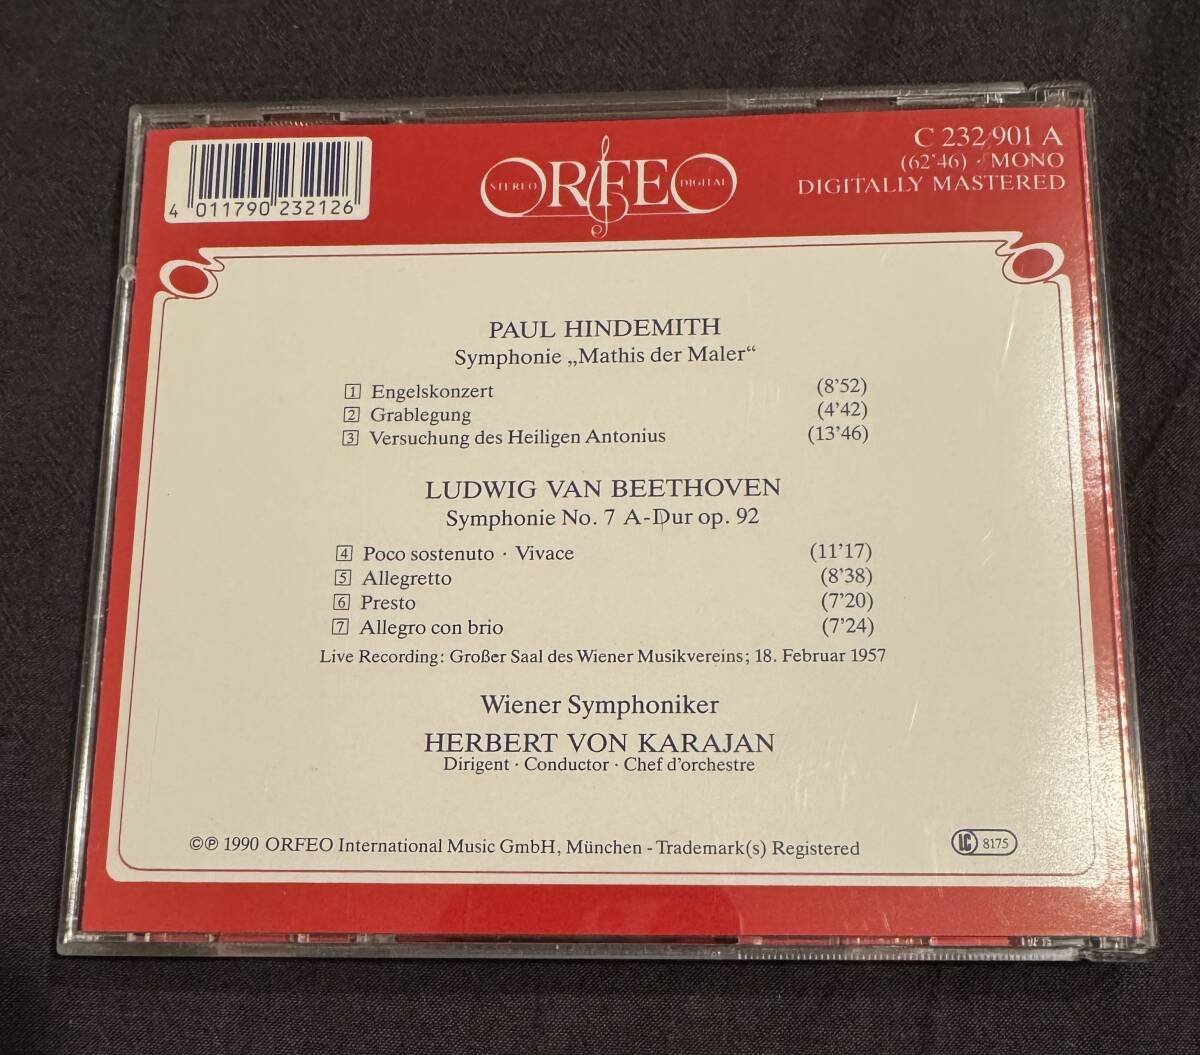 4 011790 232126
STEREO ORFEO DIGITAL
C 232 901 A
(62'46) · MONO
DIGITALLY MASTERED
PAUL HINDEMITH
Symphonie „Mathis der Maler“
1 Engelskonzert (8'52)
2 Grablegung (4'42)
3 Versuchung des Heiligen Antonius (13'46)
LUDWIG VAN BEETHOVEN
Symphonie No. 7 A-Dur op. 92
4 Poco sostenuto · Vivace (11'17)
5 Allegretto (8'38)
6 Presto (7'20)
7 Allegro con brio (7'24)
Live Recording: Großer Saal des Wiener Musikvereins; 18. Februar 1957
Wiener Symphoniker
HERBERT VON KARAJAN
Dirigent · Conductor · Chef d'orchestre
©℗ 1990 ORFEO International Music GmbH, München - Trademark(s) Registered
LC 8175